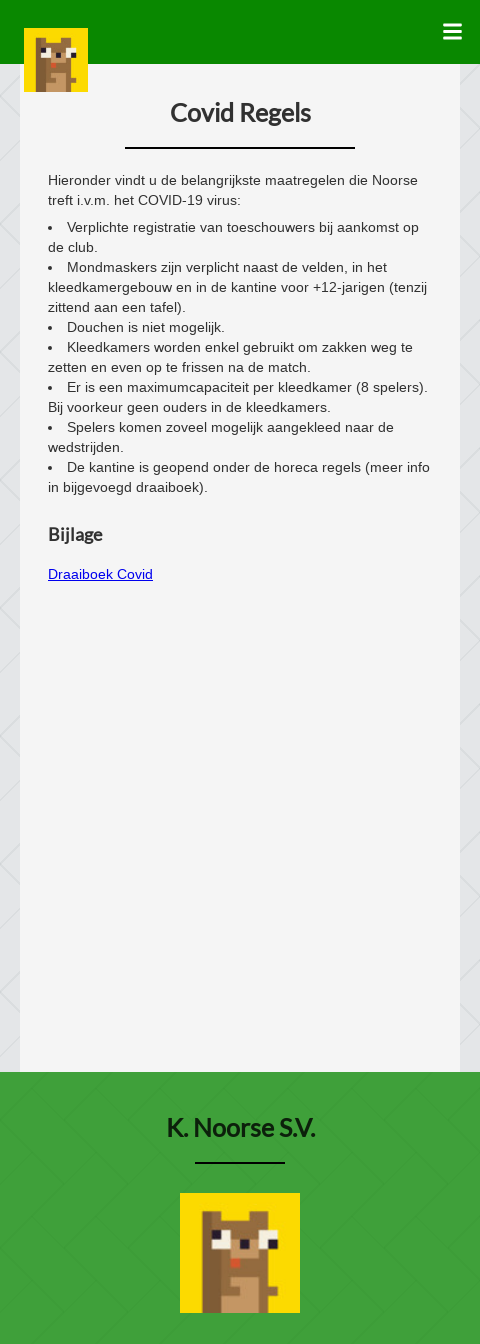 Covid Regels
Hieronder vindt u de belangrijkste maatregelen die Noorse
treft i.v.m. het COVID-19 virus:
• Verplichte registratie van toeschouwers bij aankomst op
de club.
• Mondmaskers zijn verplicht naast de velden, in het
kleedkamergebouw en in de kantine voor +12-jarigen (tenzij
zittend aan een tafel).
• Douchen is niet mogelijk.
• Kleedkamers worden enkel gebruikt om zakken weg te
zetten en even op te frissen na de match.
• Er is een maximumcapaciteit per kleedkamer (8 spelers).
Bij voorkeur geen ouders in de kleedkamers.
• Spelers komen zoveel mogelijk aangekleed naar de
wedstrijden.
• De kantine is geopend onder de horeca regels (meer info
in bijgevoegd draaiboek).
Bijlage
Draaiboek Covid
K. Noorse S.V.